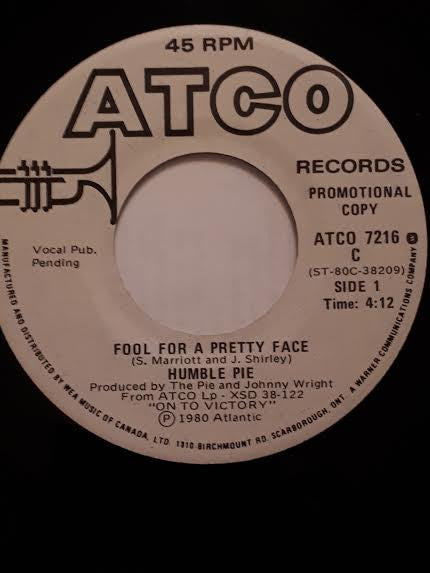 45 RPM
ATCO
RECORDS
PROMOTIONAL
COPY
Vocal Pub.
Pending
ATCO 7216
C
(ST-80C-38209)
SIDE 1
Time: 4:12
FOOL FOR A PRETTY FACE
(S. Marriott and J. Shirley)
HUMBLE PIE
Produced by The Pie and Johnny Wright
From ATCO Lp - XSD 38-122
"ON TO VICTORY"
Ⓟ 1980 Atlantic
MANUFACTURED AND DISTRIBUTED BY WEA MUSIC OF CANADA, LTD. 1810 BIRCHMOUNT RD. SCARBOROUGH, ONT. A WARNER COMMUNICATIONS COMPANY